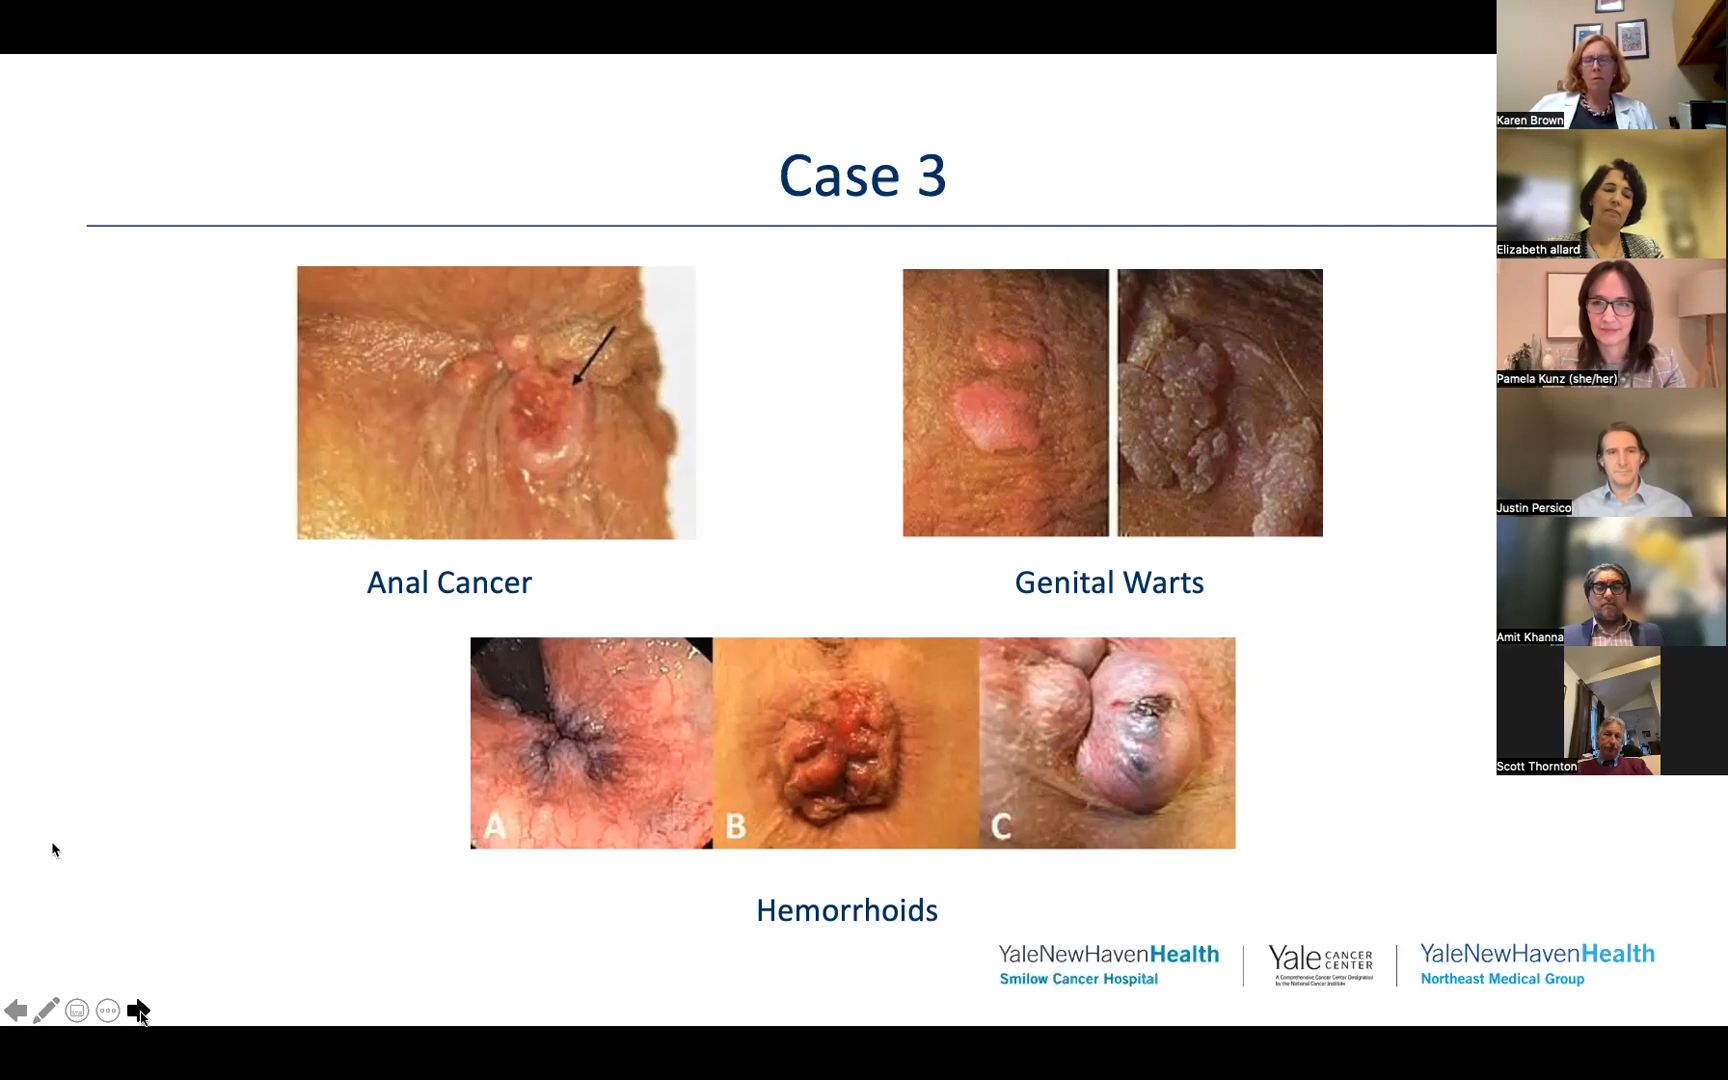 Case 3
Anal Cancer
Genital Warts
A
B
C
Hemorrhoids
YaleNewHavenHealth
Smilow Cancer Hospital
Yale CANCER CENTER
A Comprehensive Cancer Center Designated
by the National Cancer Institute
YaleNewHavenHealth
Northeast Medical Group
Karen Brown
Elizabeth allard
Pamela Kunz (she/her)
Justin Persico
Amit Khanna
Scott Thornton